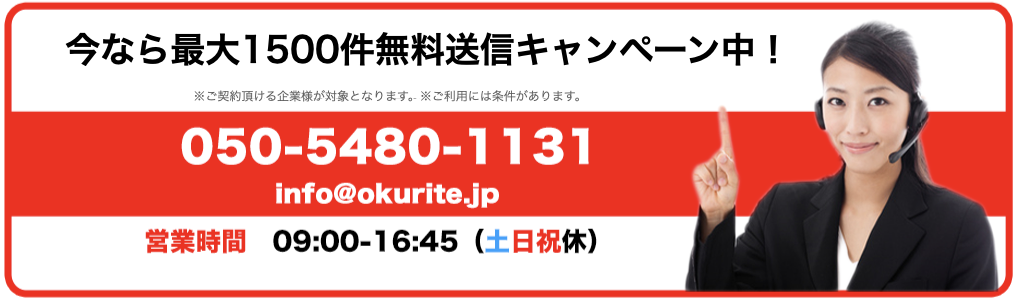 今なら最大1500件無料送信キャンペーン中！
※ご契約頂ける企業様が対象となります。※ご利用には条件があります。
050-5480-1131
info@okurite.jp
営業時間　09:00-16:45（土日祝休）